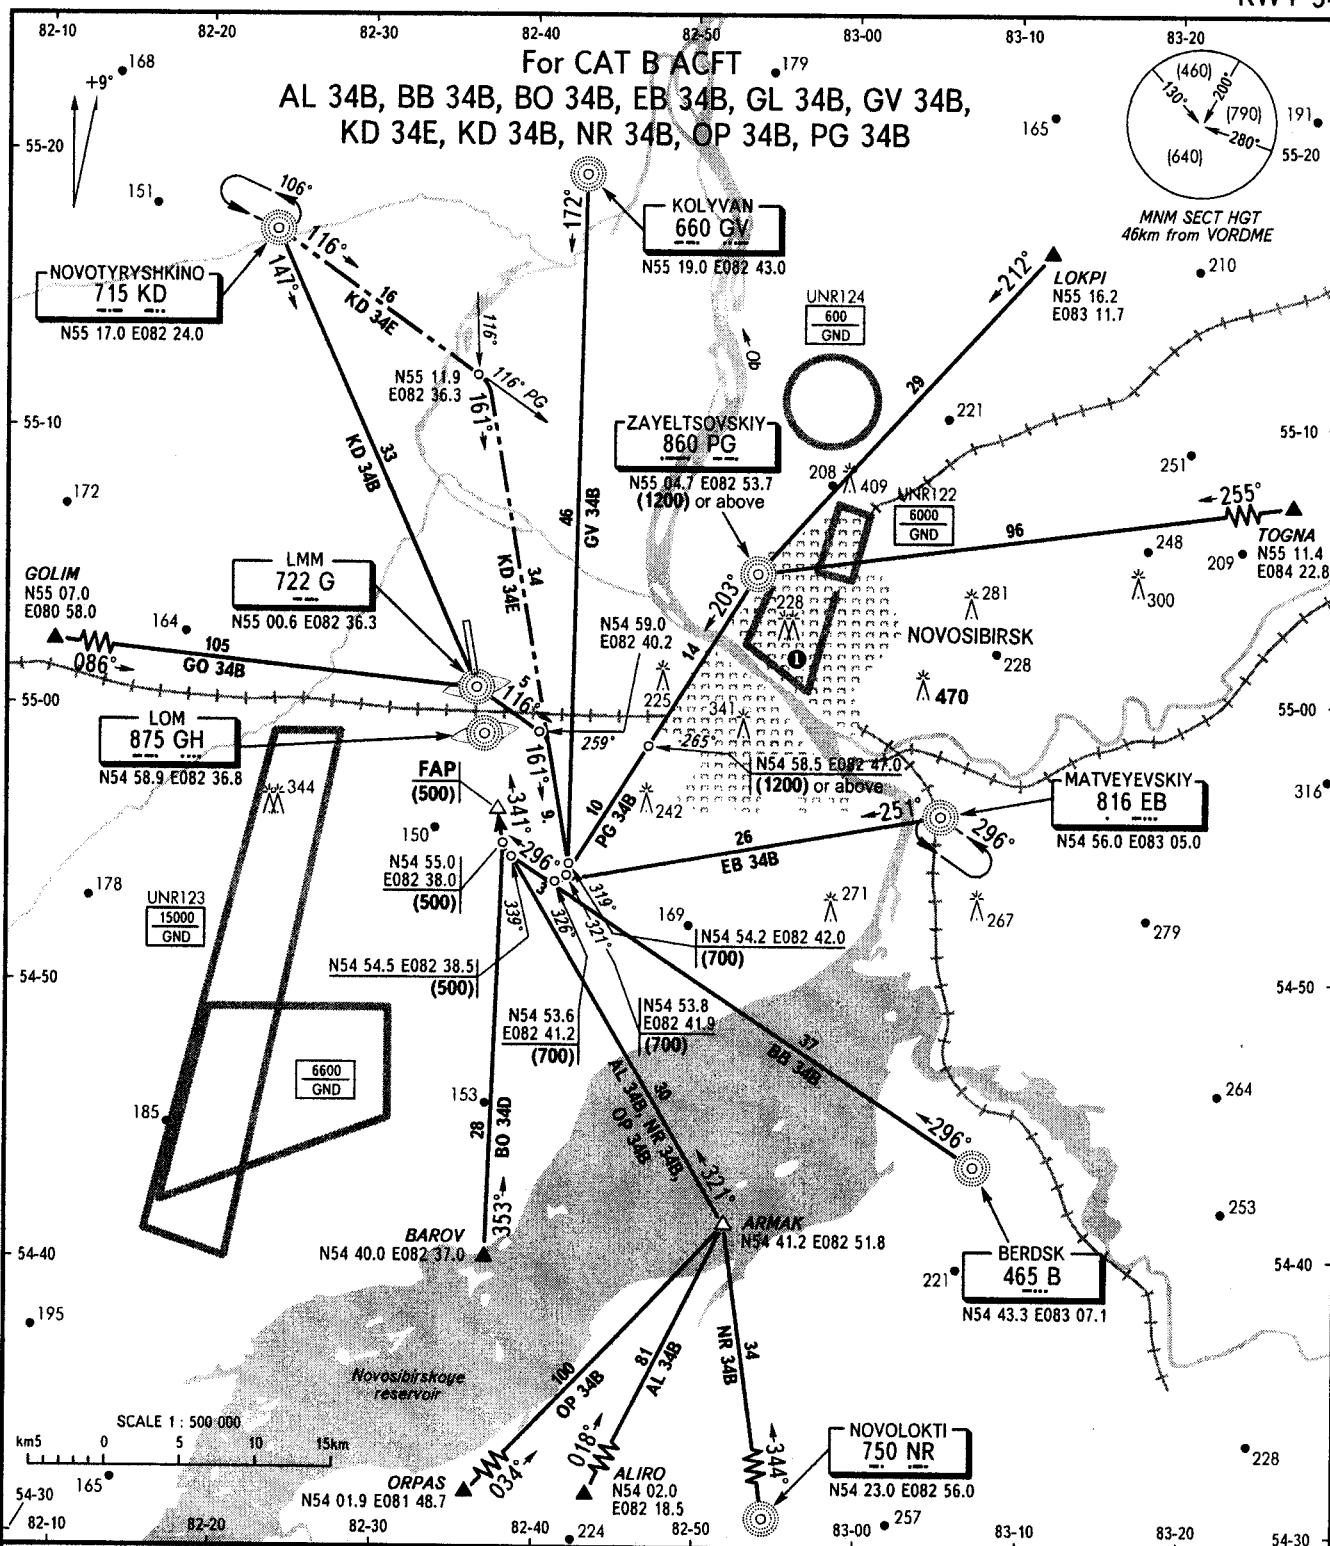 82-10
82-20
82-30
82-40
82-50
83-00
83-10
83-20
For CAT B ACFT
AL 34B, BB 34B, BO 34B, EB 34B, GL 34B, GV 34B,
KD 34E, KD 34B, NR 34B, OP 34B, PG 34B
168
+9°
179
165
191
(460)
130°
200°
(790)
280°
(640)
55-20
55-20
MNM SECT HGT
46km from VORDME
151
106°
116°
147°
172°
KOLYVAN
660 GV
N55 19.0 E082 43.0
NOVOTYRYSHKINO
715 KD
N55 17.0 E082 24.0
16
KD 34E
116°
116° PG
N55 11.9
E082 36.3
161°
212°
LOKPI
N55 16.2
E083 11.7
210
UNR124
600
GND
Ob
29
221
55-10
55-10
33
KD 34B
ZAYELTSOVSKIY
860 PG
N55 04.7 E082 53.7
(1200) or above
208
409
UNR122
6000
GND
251
255°
TOGNA
N55 11.4
E084 22.8
96
248
209
300
172
46
GV 34B
34
KD 34E
LMM
722 G
N55 00.6 E082 36.3
GOLIM
N55 07.0
E080 58.0
164
105
GO 34B
086°
N54 59.0
E082 40.2
203°
14
228
1
281
NOVOSIBIRSK
228
470
225
341
55-00
55-00
5
116°
LOM
875 GH
N54 58.9 E082 36.8
259°
265°
N54 58.5 E082 47.0
(1200) or above
FAP
(500)
341°
161°
9.
10
PG 34B
242
344
150
MATVEYEVSKIY
816 EB
N54 56.0 E083 05.0
316
251°
296°
26
EB 34B
296°
3
N54 55.0
E082 38.0
(500)
178
UNR123
15000
GND
339°
326°
319°
321°
169
271
267
279
N54 54.2 E082 42.0
(700)
54-50
54-50
N54 54.5 E082 38.5
(500)
N54 53.6
E082 41.2
(700)
N54 53.8
E082 41.9
(700)
37
BB 34B
6600
GND
185
153
28
BO 34D
30
AL 34B, NR 34B,
OP 34B
264
296°
321°
353°
BAROV
N54 40.0 E082 37.0
ARMAK
N54 41.2 E082 51.8
253
54-40
54-40
221
BERDSK
465 B
N54 43.3 E083 07.1
195
Novosibirskoye
reservoir
100
OP 34B
81
AL 34B
34
NR 34B
SCALE 1 : 500 000
km5 0 5 10 15km
165
034°
018°
344°
ORPAS
N54 01.9 E081 48.7
ALIRO
N54 02.0
E082 18.5
NOVOLOKTI
750 NR
N54 23.0 E082 56.0
228
257
224
54-30
54-30
82-10
82-20
82-30
82-40
82-50
83-00
83-10
83-20